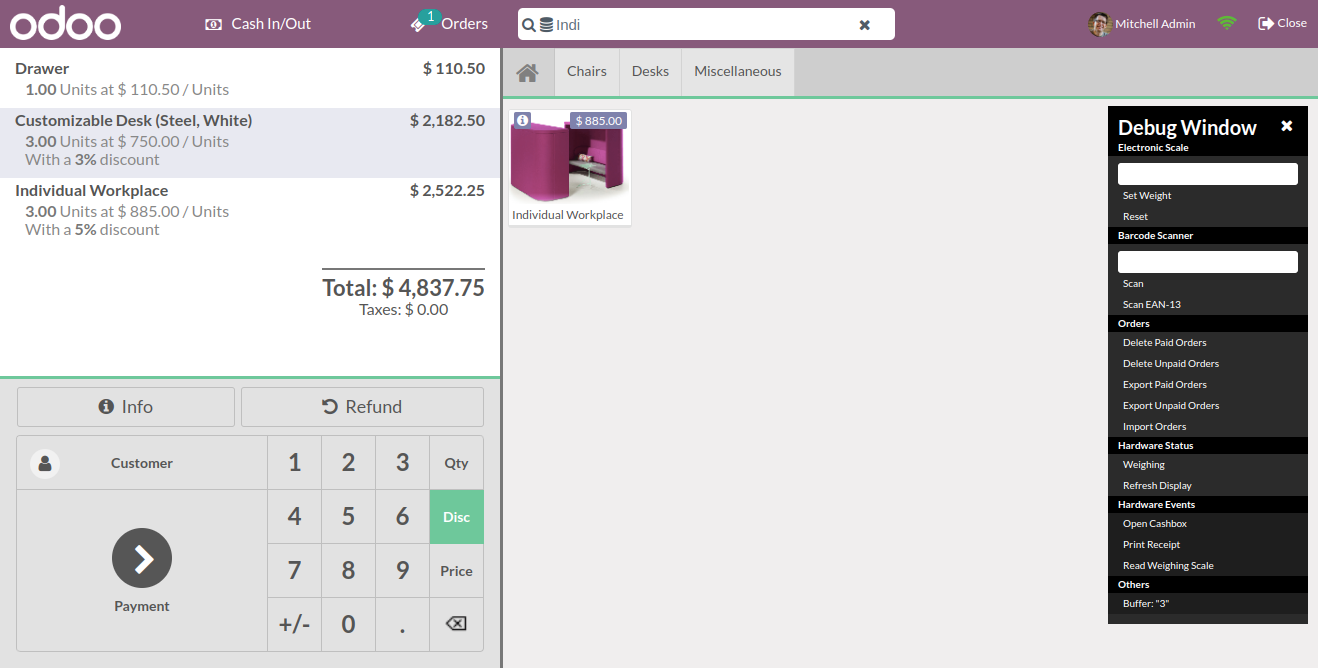 odoo
Cash In/Out
1
Orders
Indi
Mitchell Admin
Close
Drawer $ 110.50
1.00 Units at $ 110.50 / Units
Customizable Desk (Steel, White) $ 2,182.50
3.00 Units at $ 750.00 / Units
With a 3% discount
Individual Workplace $ 2,522.25
3.00 Units at $ 885.00 / Units
With a 5% discount
Total: $ 4,837.75
Taxes: $ 0.00
Info
Refund
Customer
1 2 3 Qty
4 5 6 Disc
7 8 9 Price
+/- 0 .
Payment
Chairs
Desks
Miscellaneous
$ 885.00
Individual Workplace
Debug Window
Electronic Scale
Set Weight
Reset
Barcode Scanner
Scan
Scan EAN-13
Orders
Delete Paid Orders
Delete Unpaid Orders
Export Paid Orders
Export Unpaid Orders
Import Orders
Hardware Status
Weighing
Refresh Display
Hardware Events
Open Cashbox
Print Receipt
Read Weighing Scale
Others
Buffer: "3"